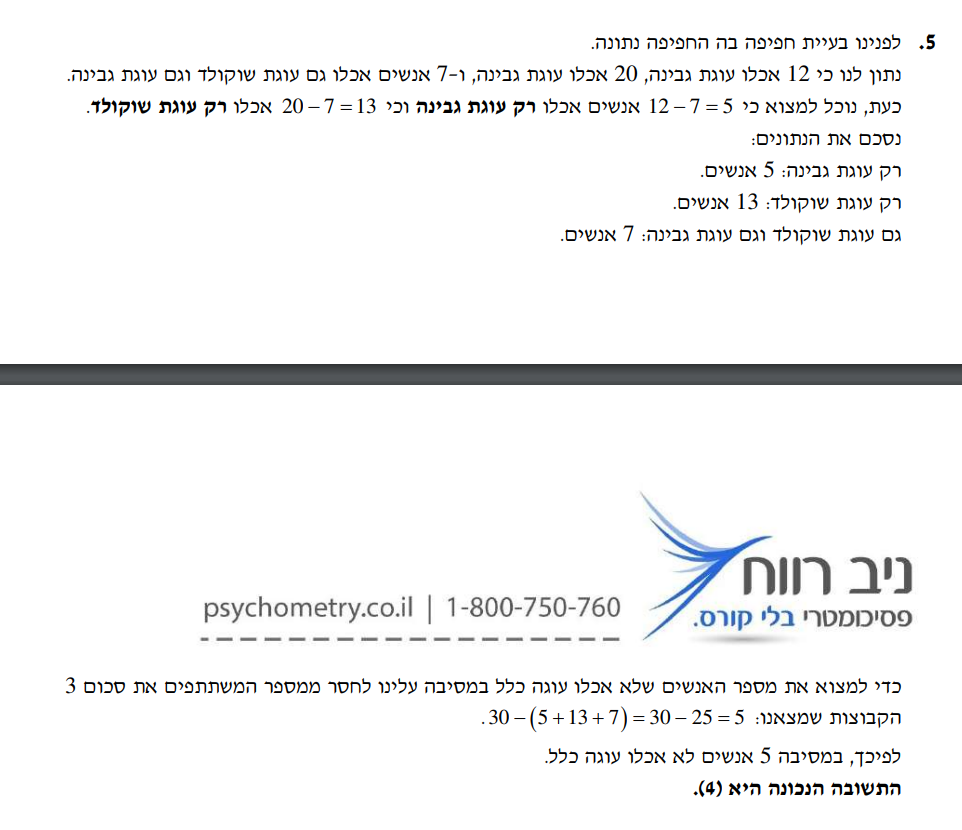 5. לפנינו בעיית חפיפה בה החפיפה נתונה.
נתון לנו כי 12 אכלו עוגת גבינה, 20 אכלו עוגת גבינה, ו-7 אנשים אכלו גם עוגת שוקולד וגם עוגת גבינה.
כעת, נוכל למצוא כי 12 – 7 = 5 אנשים אכלו רק עוגת גבינה וכי 20 – 7 = 13 אכלו רק עוגת שוקולד.
נסכם את הנתונים:
רק עוגת גבינה: 5 אנשים.
רק עוגת שוקולד: 13 אנשים.
גם עוגת שוקולד וגם עוגת גבינה: 7 אנשים.
ניב רווח
פסיכומטרי בלי קורס.
psychometry.co.il | 1-800-750-760
כדי למצוא את מספר האנשים שלא אכלו עוגה כלל במסיבה עלינו לחסר ממספר המשתתפים את סכום 3
הקבוצות שמצאנו: 30 – (5 + 13 + 7) = 30 – 25 = 5.
לפיכך, במסיבה 5 אנשים לא אכלו עוגה כלל.
התשובה הנכונה היא (4).